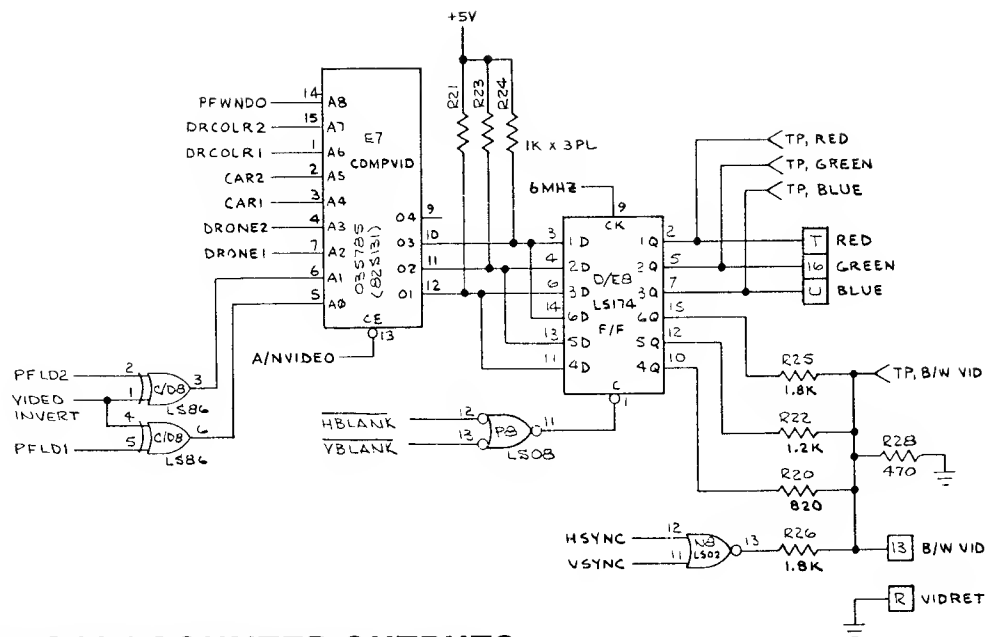 +5V
R21
R23
R24
1K x 3PL
PFWNDO
14
A8
DRCOLR2
15
A7
DRCOLR1
1
A6
CAR2
2
A5
CAR1
3
A4
DRONE2
4
A3
DRONE1
7
A2
6
A1
5
A0
E7
COMPVID
035785
(82S131)
CE
13
A/NVIDEO
04
9
03
10
02
11
01
12
PFLD2
2
VIDEO
INVERT
1
3
C/D8
LS86
4
PFLD1
5
6
C/D8
LS86
6MHZ
9
CK
3
1D
4
2D
6
3D
14
6D
13
5D
11
4D
D/E8
LS174
F/F
C
1
1Q
2
2Q
5
3Q
7
6Q
15
5Q
12
4Q
10
TP, RED
TP, GREEN
TP, BLUE
T RED
16 GREEN
U BLUE
HBLANK
12
VBLANK
13
P8
11
LS08
R25
1.8K
TP, B/W VID
R22
1.2K
R28
470
R20
820
HSYNC
12
VSYNC
11
N8
LS02
13
R26
1.8K
13 B/W VID
R VIDRET